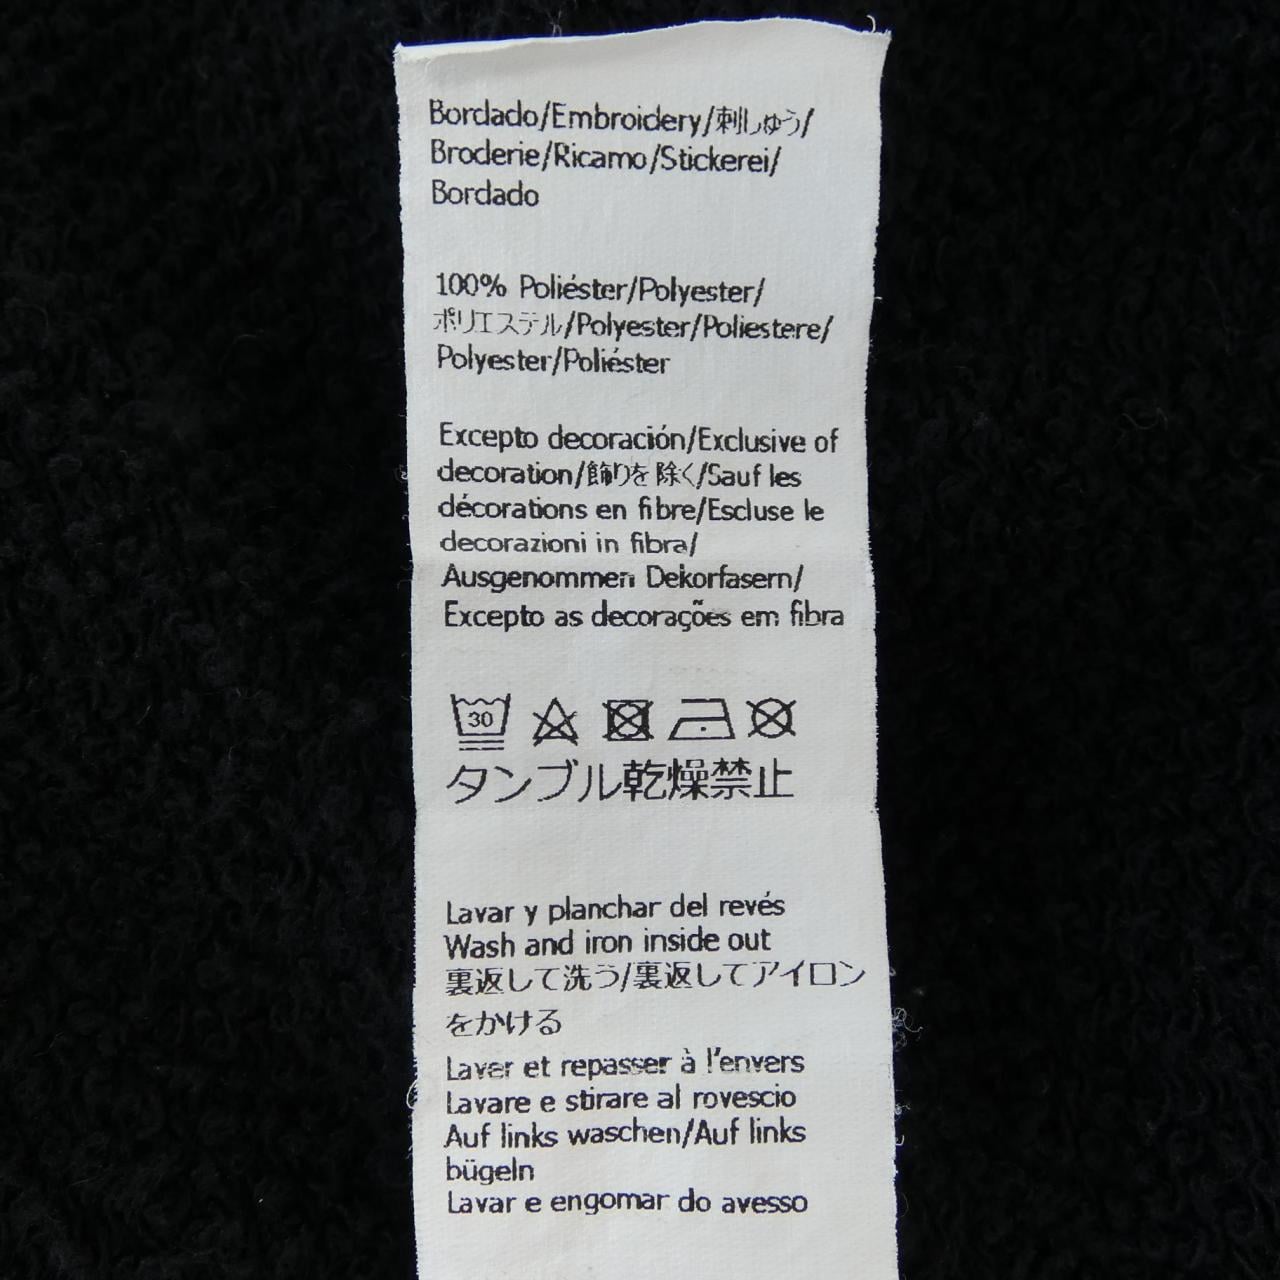 Bordado/Embroidery/刺しゅう/
Broderie/Ricamo/Stickerei/
Bordado
100% Poliéster/Polyester/
ポリエステル/Polyester/Poliestere/
Polyester/Poliéster
Excepto decoración/Exclusive of
decoration/飾りを除く/Sauf les
décorations en fibre/Escluse le
decorazioni in fibra/
Ausgenommen Dekorfasern/
Excepto as decorações em fibra
30
タンブル乾燥禁止
Lavar y planchar del revés
Wash and iron inside out
裏返して洗う/裏返してアイロン
をかける
Laver et repasser à l'envers
Lavare e stirare al rovescio
Auf links waschen/Auf links
bügeln
Lavar e engomar do avesso